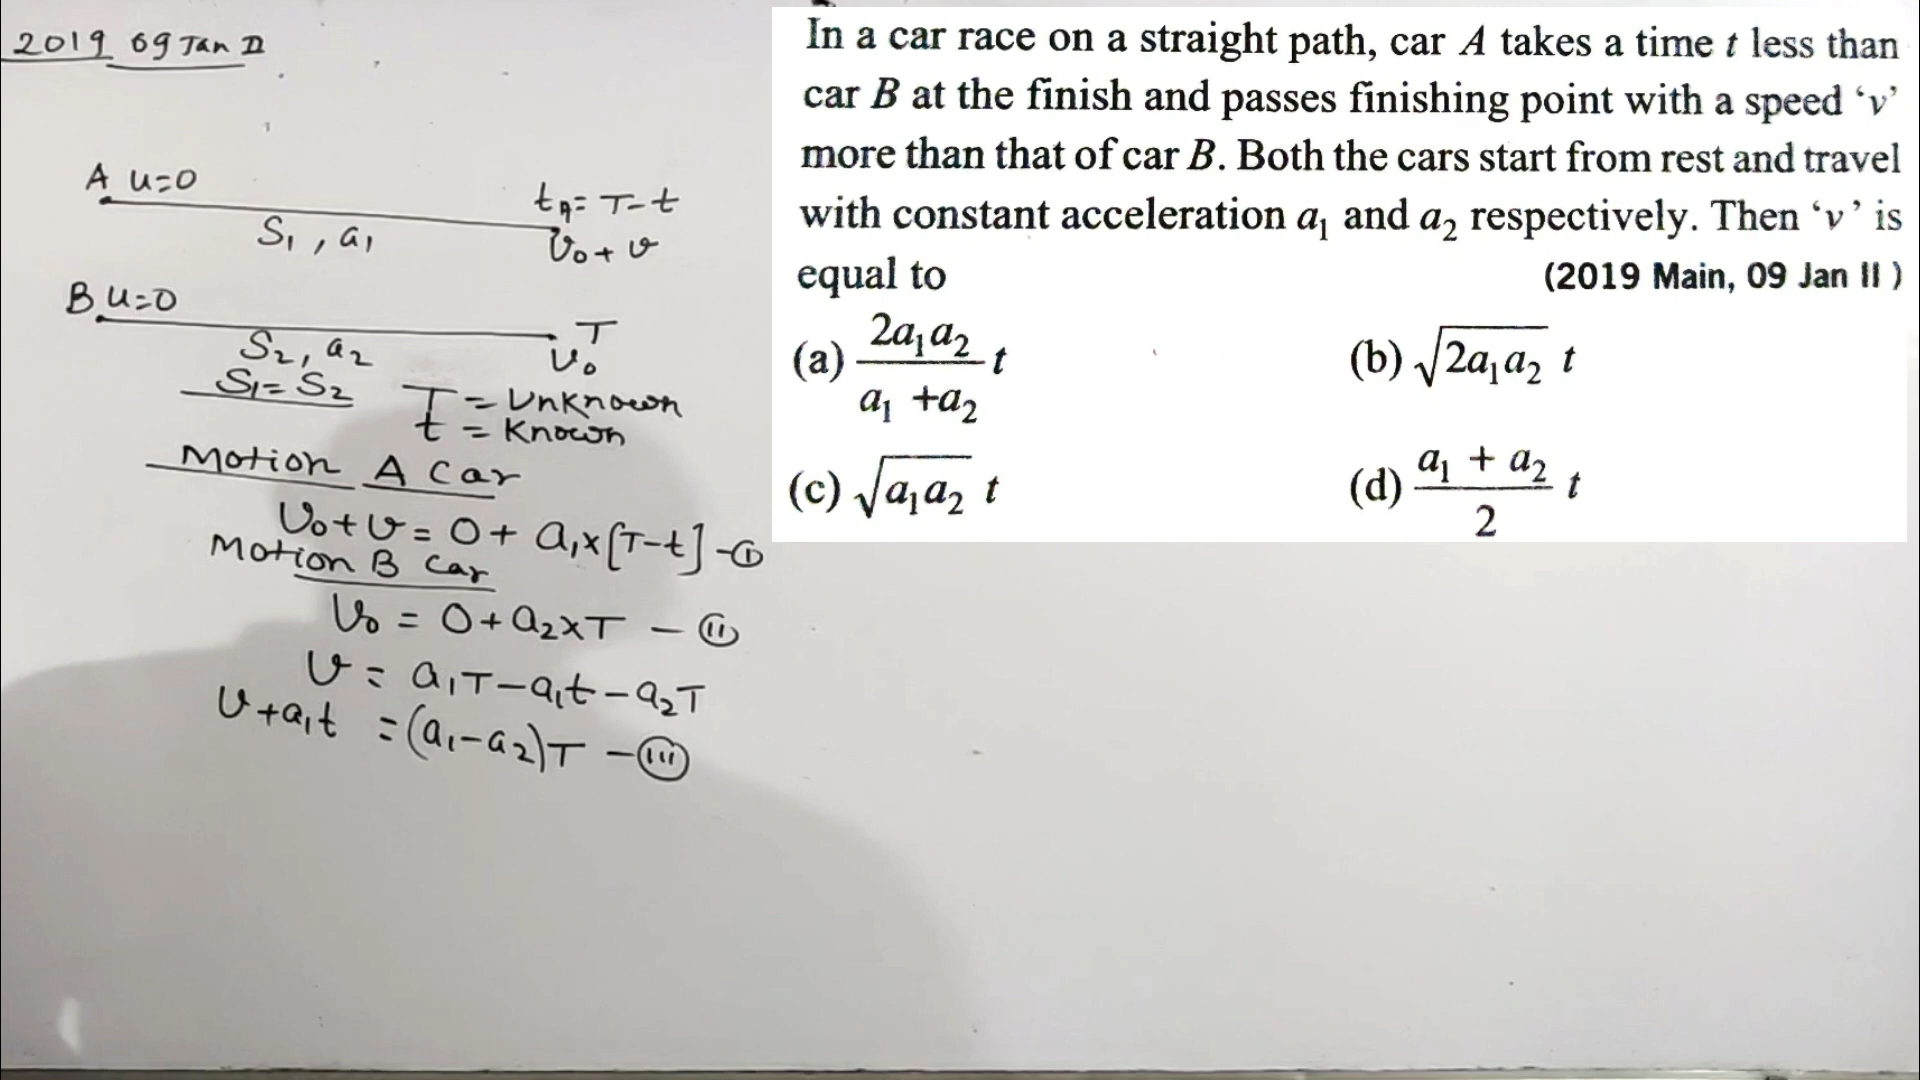 2019 09 Jan II
A u=0
t_A = T-t
S₁, a₁
v₀ + v
B u=0
T
S₂, a₂
v₀
S₁ = S₂
T = Unknown
t = Known
Motion A Car
v₀ + v = 0 + a₁ × [T-t] - (i)
Motion B Car
v₀ = 0 + a₂ × T - (ii)
v = a₁T - a₁t - a₂T
v + a₁t = (a₁ - a₂)T - (iii)
In a car race on a straight path, car A takes a time t less than
car B at the finish and passes finishing point with a speed ‘v’
more than that of car B. Both the cars start from rest and travel
with constant acceleration a₁ and a₂ respectively. Then ‘v’ is
equal to (2019 Main, 09 Jan II )
(a) 2a₁a₂ / a₁ + a₂ t (b) √2a₁a₂ t
(c) √a₁a₂ t (d) a₁ + a₂ / 2 t